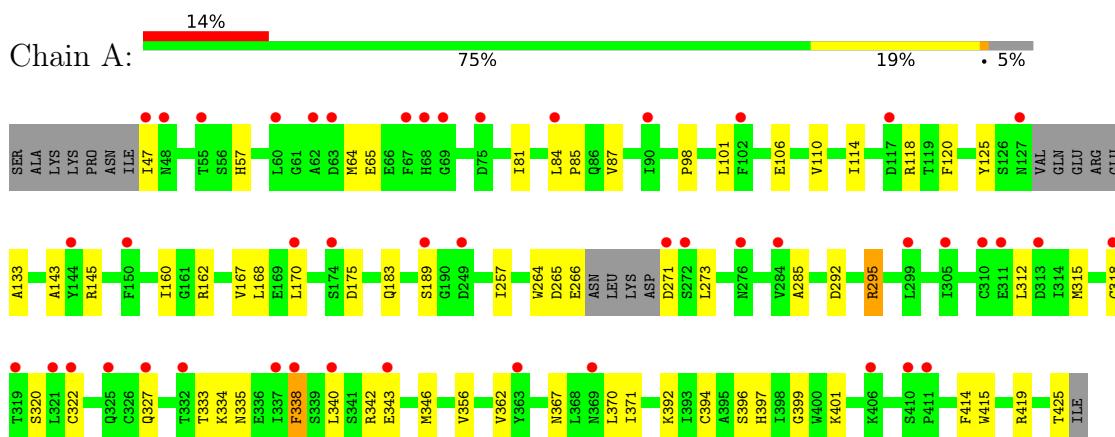 14%
Chain A:
75% 19% • 5%
SER ALA LYS LYS PRO ASN ILE I47 N48 T55 S56 H57 L60 G61 A62 D63 M64 E65 E66 F67 H68 G69 D75 I81 L84 P85 Q86 V87 I90 P98 L101 F102 E106 V110 I114 D117 R118 T119 F120 Y125 S126 N127 VAL GLN GLU ARG GLU
A133 A143 Y144 R145 F150 I160 G161 R162 V167 L168 E169 L170 S174 D175 Q183 S189 G190 D249 I257 W264 D265 E266 ASN LEU LYS ASP D271 S272 L273 N276 V284 A285 D292 R295 L299 I305 C310 E311 L312 D313 I314 M315 C318
T319 S320 L321 C322 Q325 C326 Q327 T332 T333 K334 N335 E336 I337 F338 S339 L340 S341 R342 E343 M346 V356 V362 Y363 N367 L368 N369 L370 I371 K392 I393 C394 A395 S396 H397 I398 G399 W400 K401 K406 S410 P411 F414 W415 R419 T425 ILE